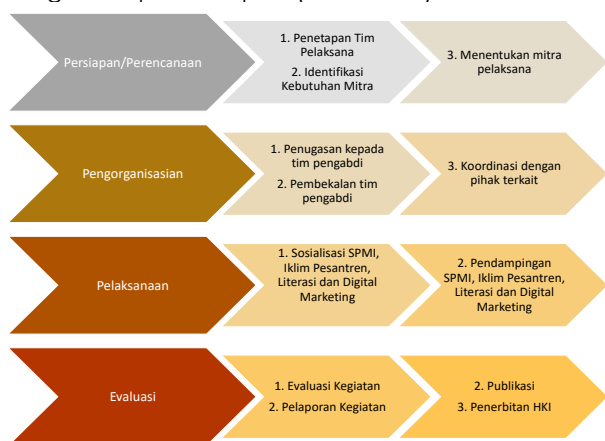 Persiapan/Perencanaan
1. Penetapan Tim
Pelaksana
2. Identifikasi
Kebutuhan Mitra
3. Menentukan mitra
pelaksana
Pengorganisasian
1. Penugasan kepada
tim pengabdi
2. Pembekalan tim
pengabdi
3. Koordinasi dengan
pihak terkait
Pelaksanaan
1. Sosialisasi SPMI,
Iklim Pesantren,
Literasi dan Digital
Marketing
2. Pendampingan
SPMI, Iklim Pesantren,
Literasi dan Digital
Marketing
Evaluasi
1. Evaluasi Kegiatan
2. Pelaporan Kegiatan
2. Publikasi
3. Penerbitan HKI